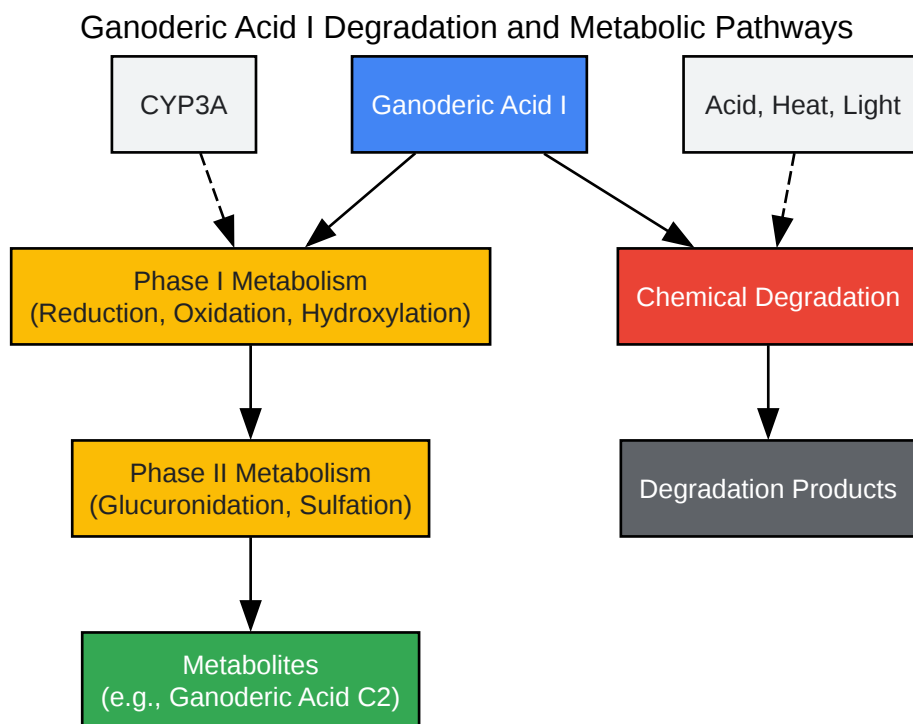 Ganoderic Acid I Degradation and Metabolic Pathways
CYP3A
Ganoderic Acid I
Acid, Heat, Light
Phase I Metabolism
(Reduction, Oxidation, Hydroxylation)
Chemical Degradation
Phase II Metabolism
(Glucuronidation, Sulfation)
Degradation Products
Metabolites
(e.g., Ganoderic Acid C2)